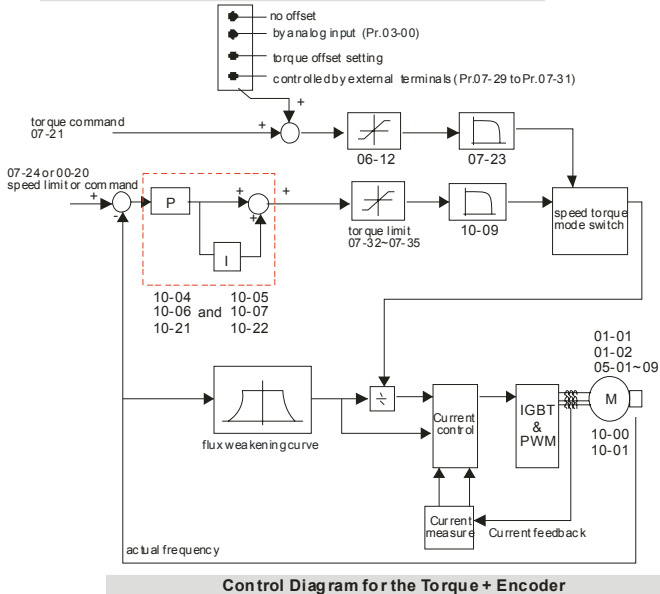 no offset
by analog input (Pr.03-00)
torque offset setting
controlled by external terminals (Pr.07-29 to Pr.07-31)
+
torque command
07-21
+
06-12
07-23
07-24 or 00-20
speed limit or command
+
-
P
+
+
+
I
torque limit
07-32~07-35
10-09
speed torque
mode switch
10-04 10-05
10-06 and 10-07
10-21 10-22
01-01
01-02
05-01~09
flux weakening curve
÷
Current
control
IGBT
&
PWM
M
10-00
10-01
Current
measure
Current feedback
actual frequency
Control Diagram for the Torque + Encoder